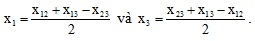 x₁ = (x₁₂ + x₁₃ − x₂₃)/2 và x₃ = (x₂₃ + x₁₃ − x₁₂)/2 .